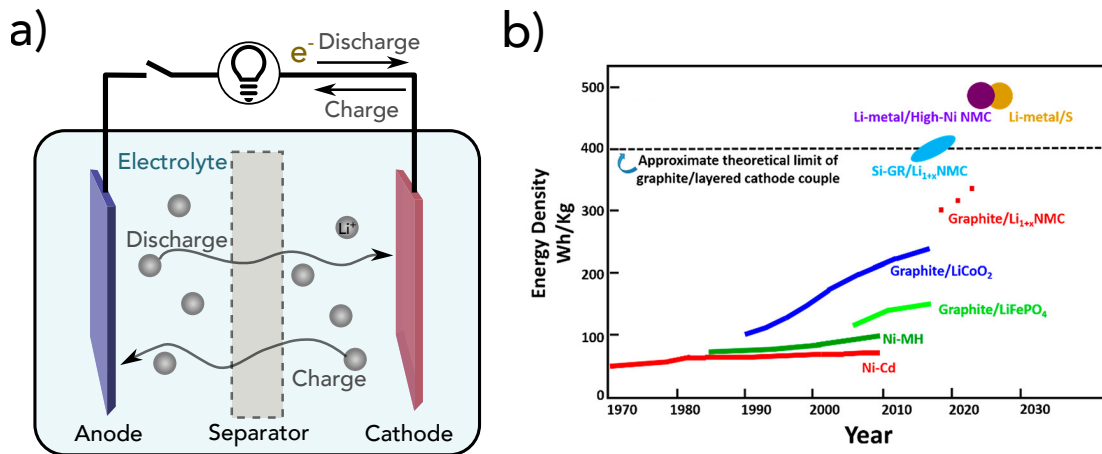 a)
e- Discharge
Charge
Electrolyte
Li+
Discharge
Charge
Anode
Separator
Cathode
b)
Energy Density
Wh/Kg
500
400
300
200
100
0
Li-metal/High-Ni NMC
Li-metal/S
Approximate theoretical limit of
graphite/layered cathode couple
Si-GR/Li₁₊ₓNMC
Graphite/Li₁₊ₓNMC
Graphite/LiCoO₂
Graphite/LiFePO₄
Ni-MH
Ni-Cd
1970
1980
1990
2000
2010
2020
2030
Year